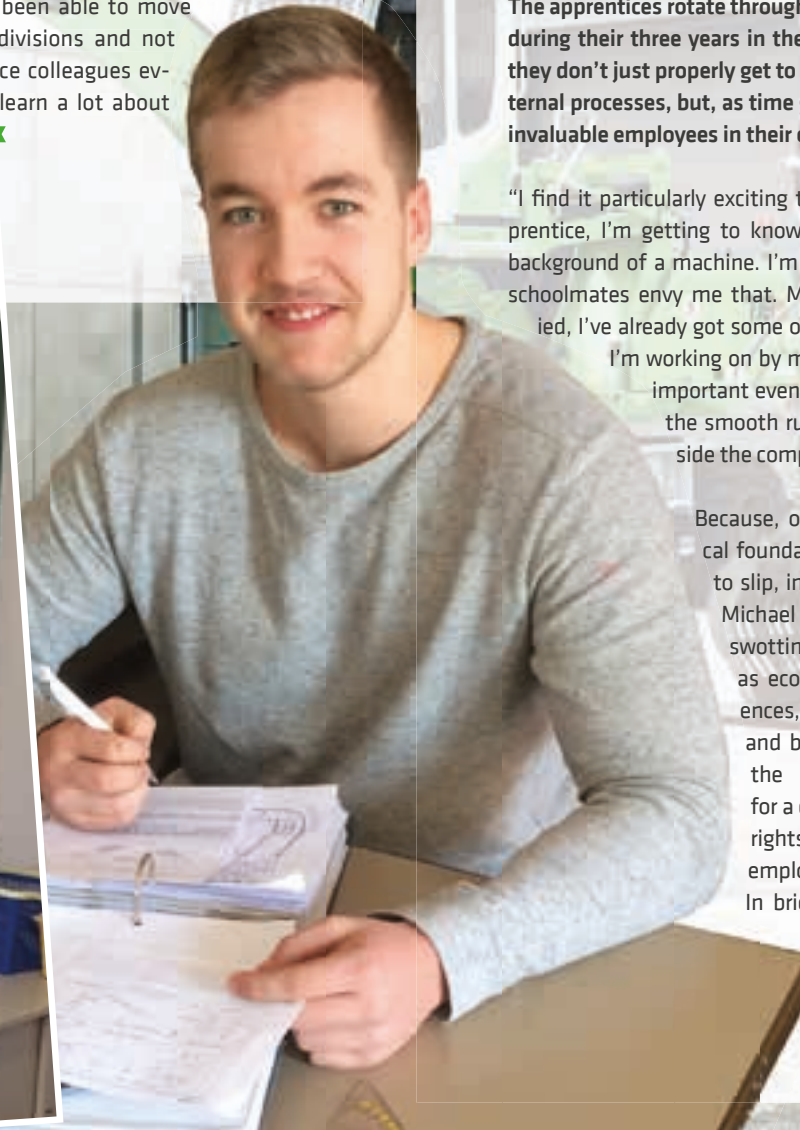 been able to move
divisions and not
ce colleagues ev-
learn a lot about
The apprentices rotate through
during their three years in the
they don't just properly get to
ternal processes, but, as time
invaluable employees in their
“I find it particularly exciting
prentice, I'm getting to know
background of a machine. I'm
schoolmates envy me that. M
ied, I've already got some o
I'm working on by m
important even
the smooth ru
side the comp
Because, o
cal founda
to slip, in
Michael
swottin
as eco
ences,
and b
the
for a
rights
emplo
In brie